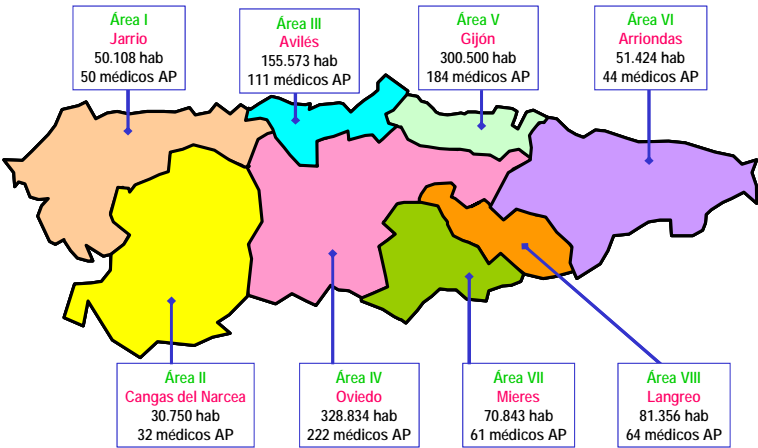 Área I
Jarrio
50.108 hab
50 médicos AP
Área III
Avilés
155.573 hab
111 médicos AP
Área V
Gijón
300.500 hab
184 médicos AP
Área VI
Arriondas
51.424 hab
44 médicos AP
Área II
Cangas del Narcea
30.750 hab
32 médicos AP
Área IV
Oviedo
328.834 hab
222 médicos AP
Área VII
Mieres
70.843 hab
61 médicos AP
Área VIII
Langreo
81.356 hab
64 médicos AP